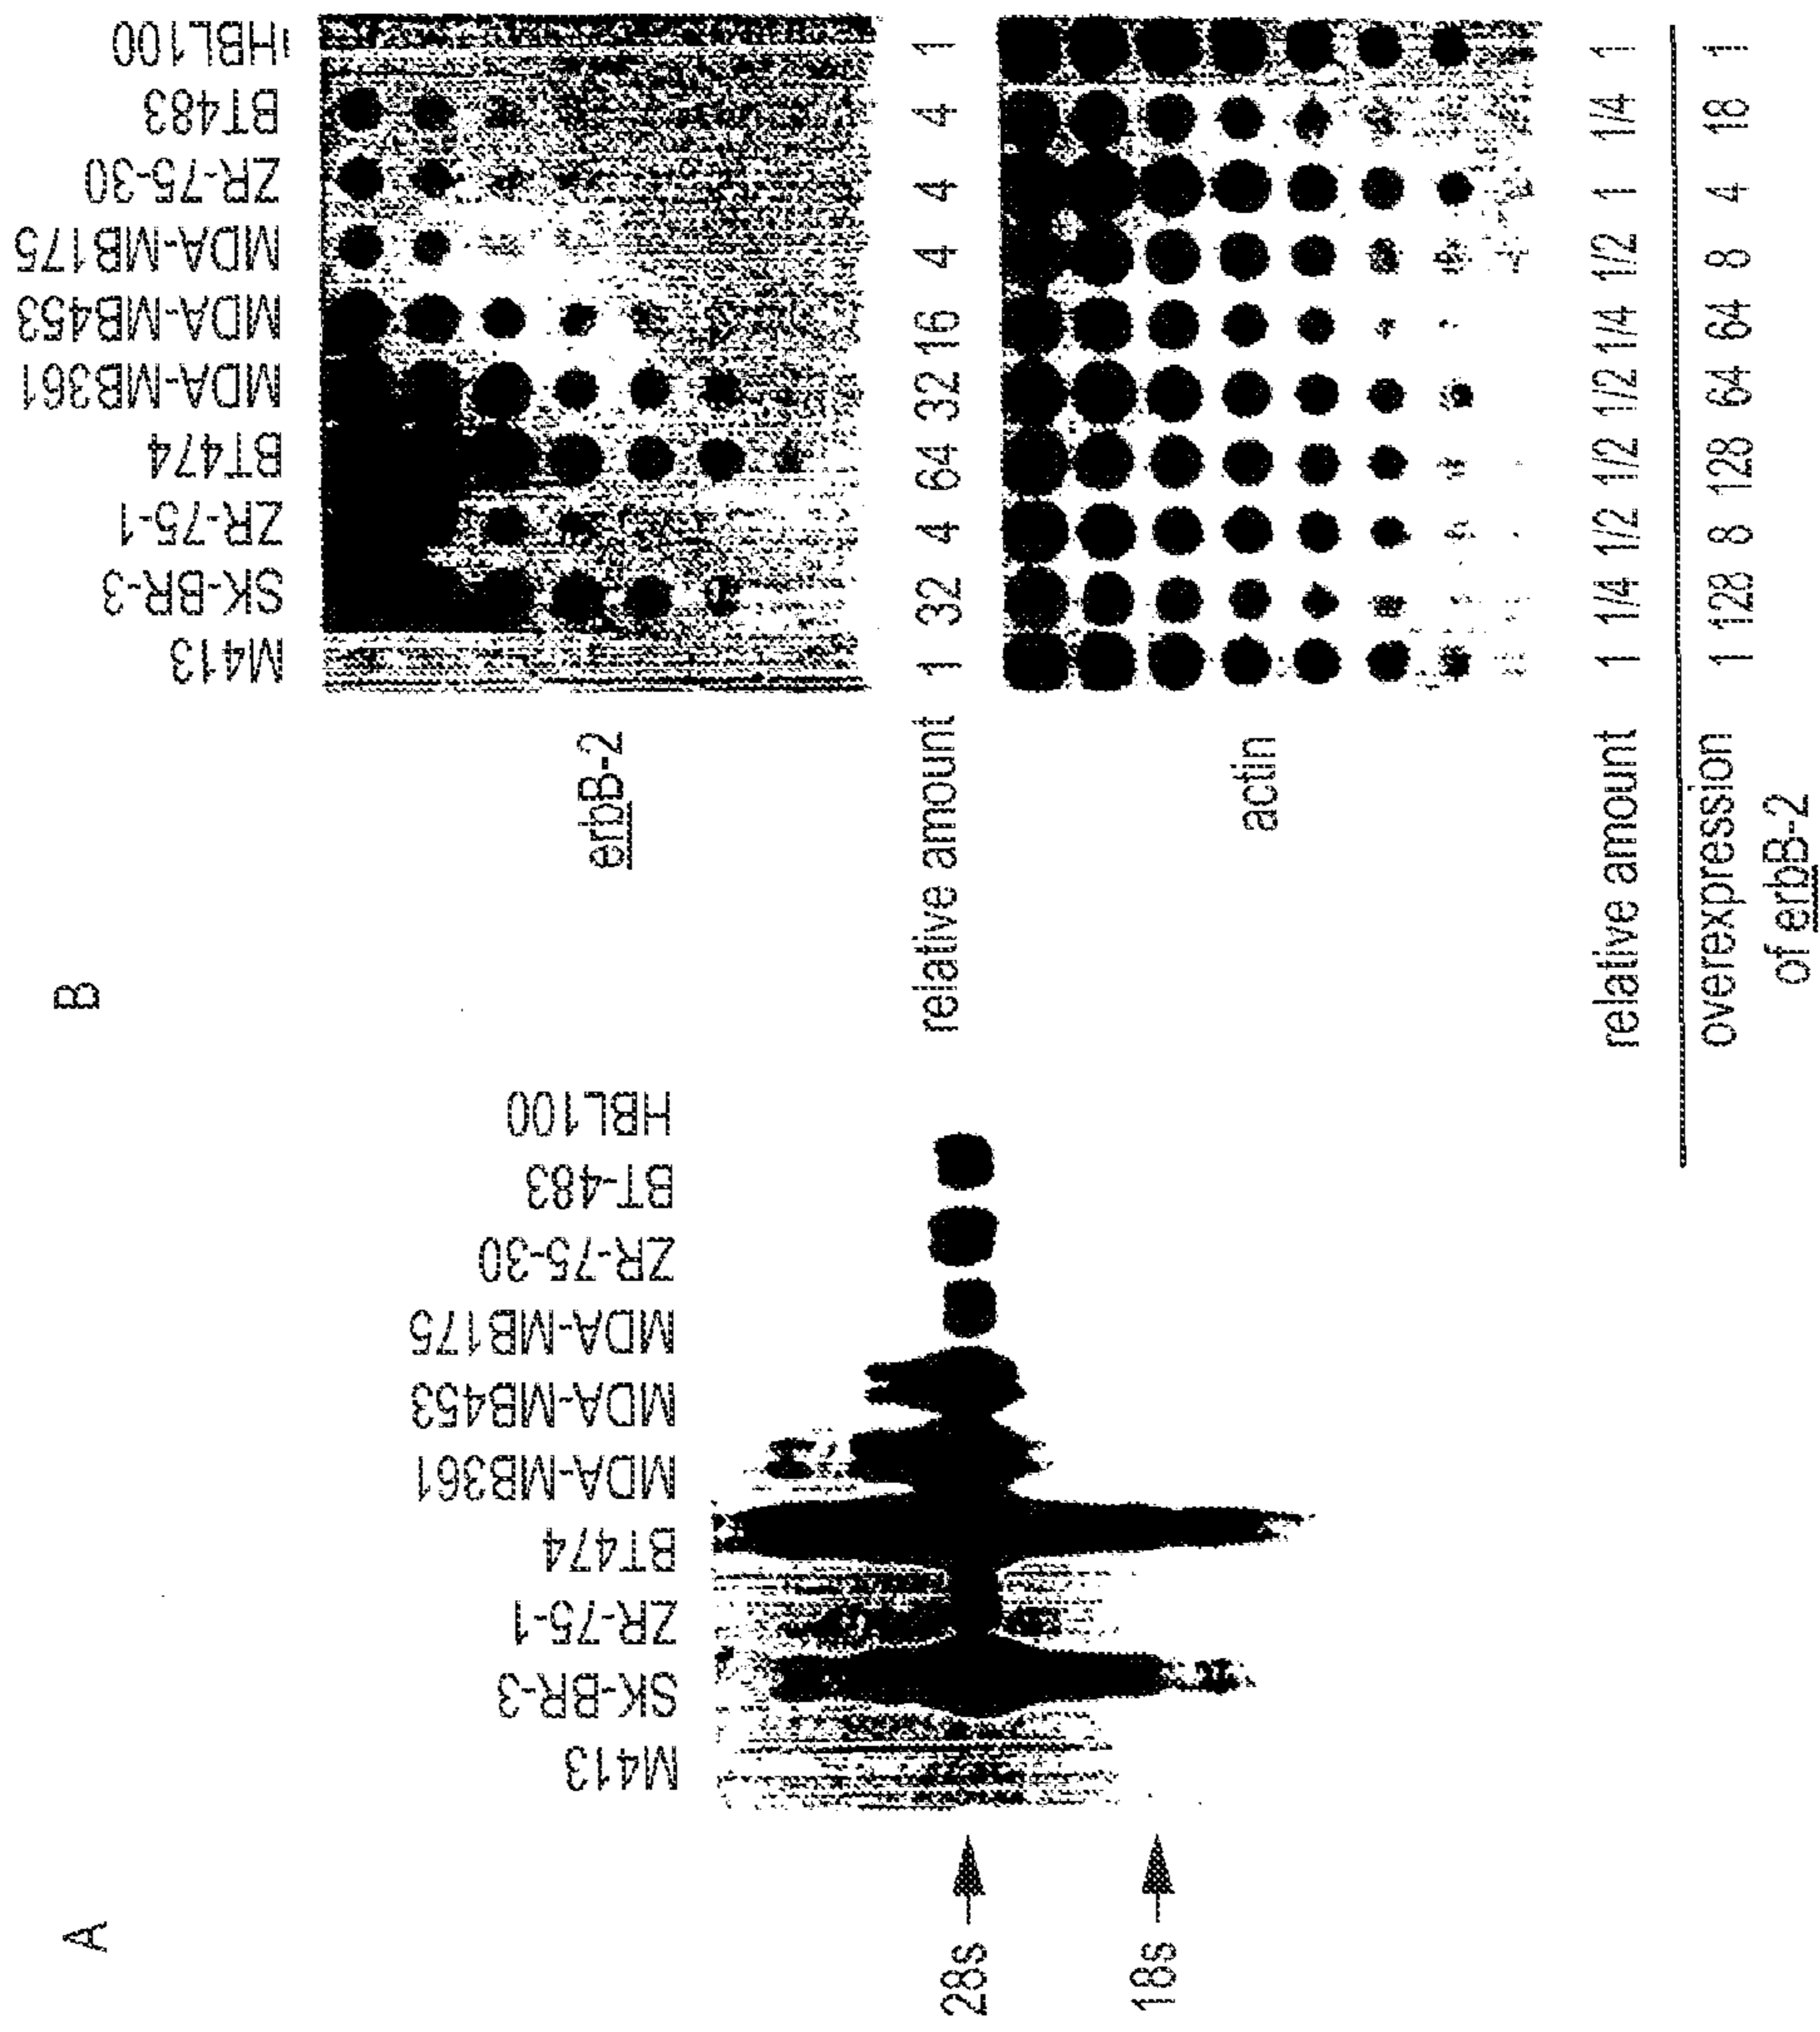 A
M413
SK-BR-3
ZR-75-1
BT474
MDA-MB361
MDA-MB453
MDA-MB175
ZR-75-30
BT-483
HBL100
28s
18s
B
M413
SK-BR-3
ZR-75-1
BT474
MDA-MB361
MDA-MB453
MDA-MB175
ZR-75-30
BT483
HBL100
erbB-2
relative amount 1 32 4 64 32 16 4 4 4 1
actin
relative amount 1 1/4 1/2 1/2 1/2 1/4 1/2 1 1/4 1
overexpression 1 128 8 128 64 64 8 4 18 1
of erbB-2